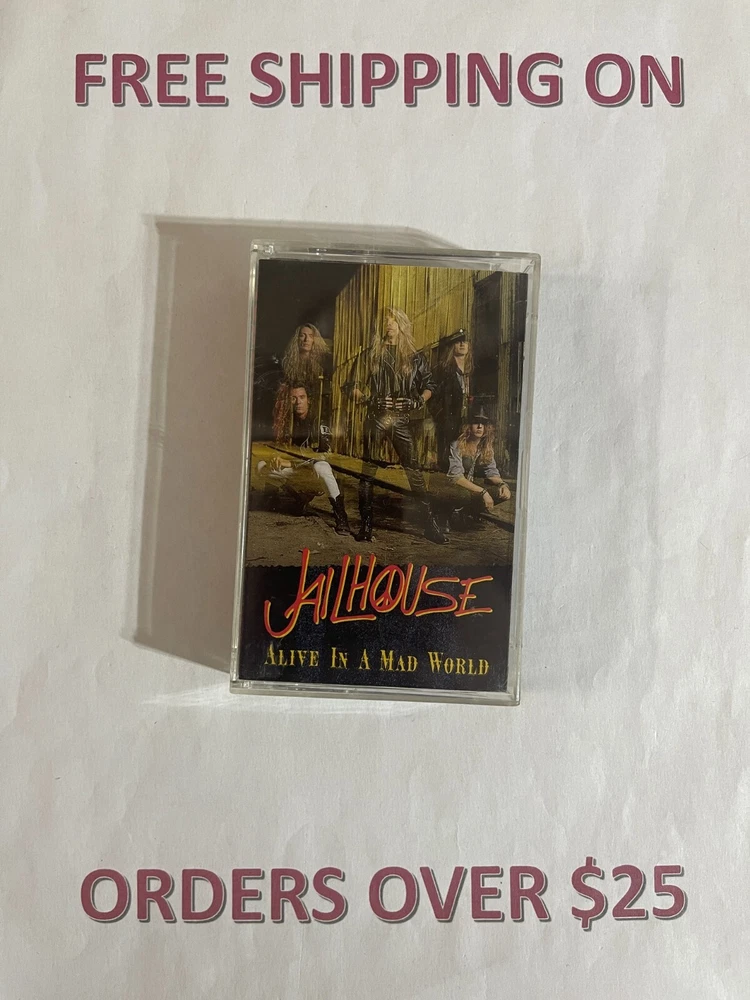 FREE SHIPPING ON
JAILHOUSE
ALIVE IN A MAD WORLD
ORDERS OVER $25